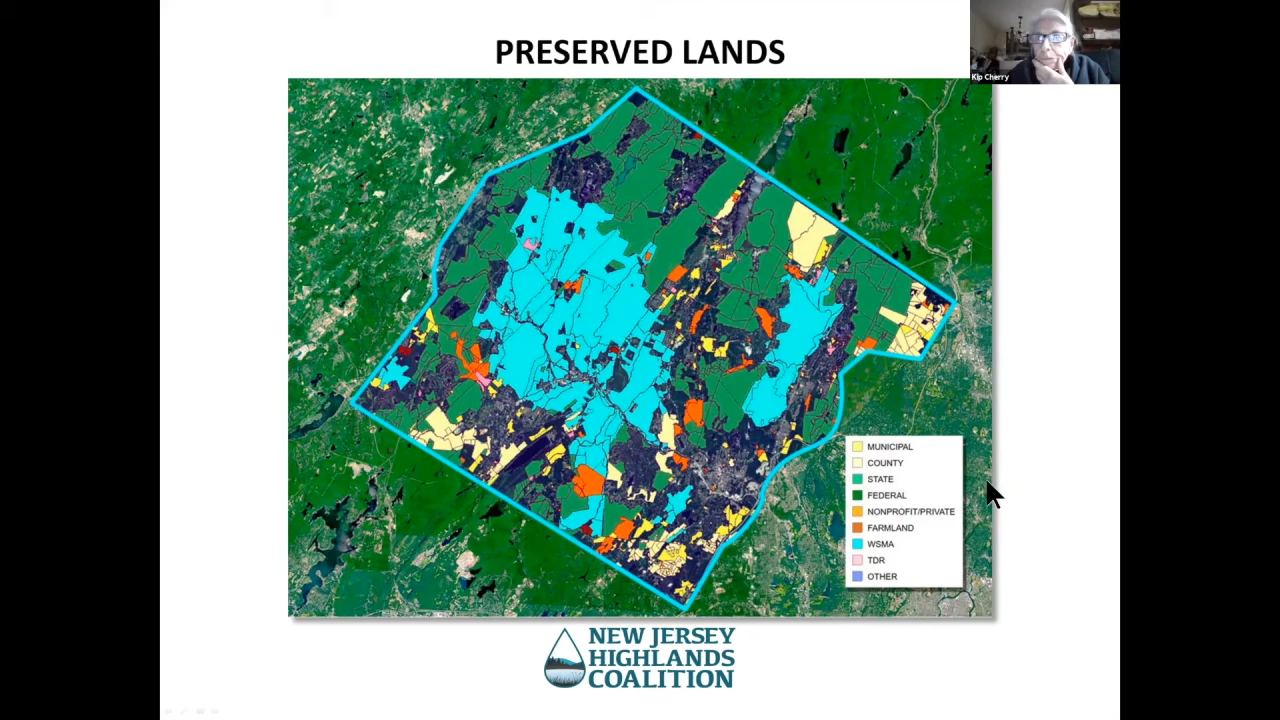 PRESERVED LANDS
Kip Cherry
MUNICIPAL
COUNTY
STATE
FEDERAL
NONPROFIT/PRIVATE
FARMLAND
WSMA
TDR
OTHER
NEW JERSEY
HIGHLANDS
COALITION